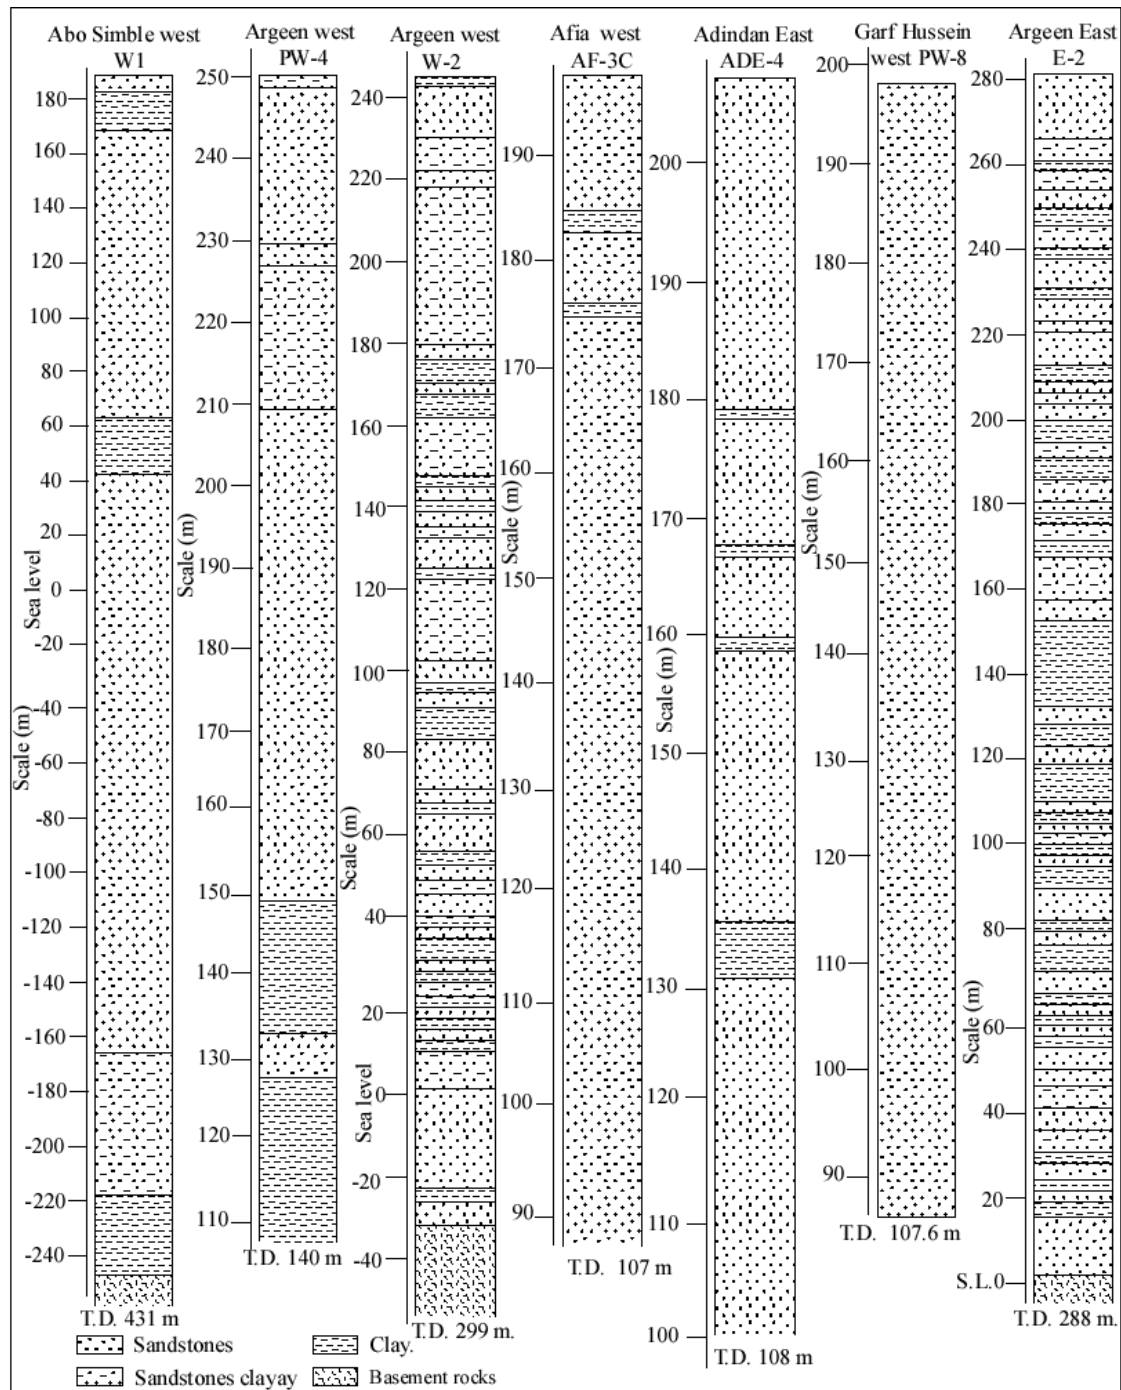 Abo Simble west
W1
180
160
140
120
100
80
60
40
20
0
-20
-40
-60
-80
-100
-120
-140
-160
-180
-200
-220
-240
Sea level
Scale (m)
T.D. 431 m
Argeen west
PW-4
250
240
230
220
210
200
190
180
170
160
150
140
130
120
110
Scale (m)
T.D. 140 m
Argeen west
W-2
240
220
200
180
160
140
120
100
80
60
40
20
0
-20
-40
Scale (m)
Sea level
T.D. 299 m.
Afia west
AF-3C
190
180
170
160
150
140
130
120
110
100
90
Scale (m)
T.D. 107 m
Adindan East
ADE-4
200
190
180
170
160
150
140
130
120
110
100
Scale (m)
T.D. 108 m
Garf Hussein
west PW-8
200
190
180
170
160
150
140
130
120
110
100
90
Scale (m)
T.D. 107.6 m
Argeen East
E-2
280
260
240
220
200
180
160
140
120
100
80
60
40
20
S.L.0
Scale (m)
T.D. 288 m.
Sandstones
Clay.
Sandstones clayay
Basement rocks